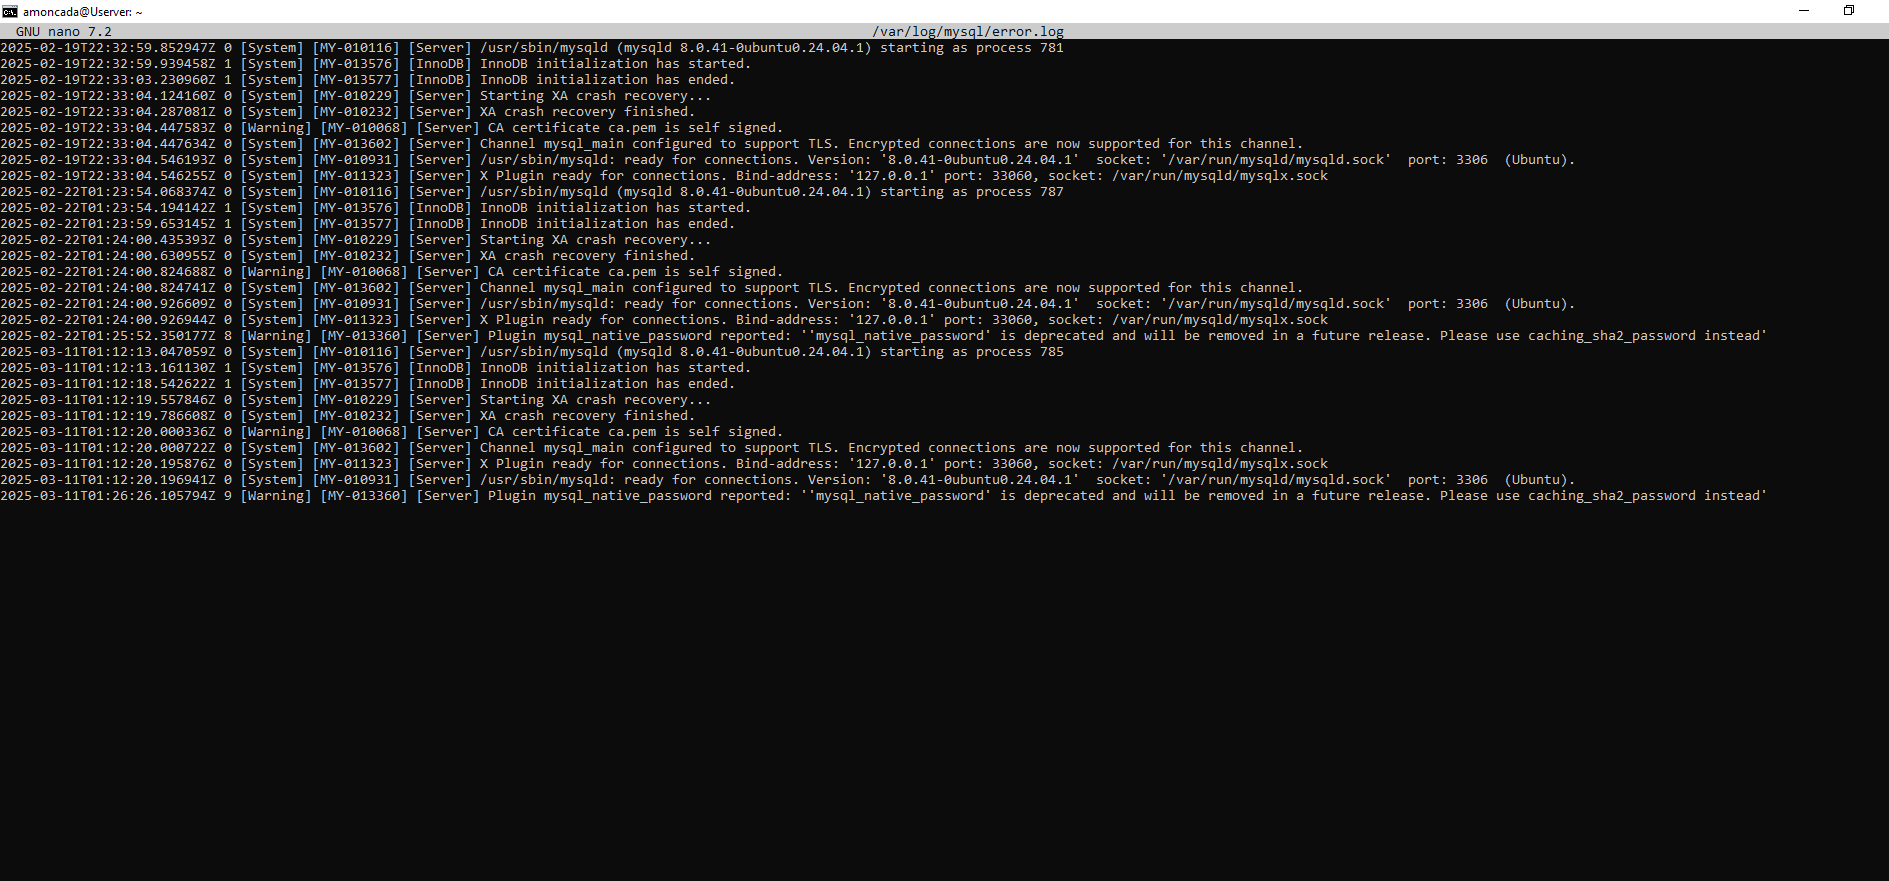 amoncada@Userver: ~
GNU nano 7.2 /var/log/mysql/error.log
2025-02-19T22:32:59.852947Z 0 [System] [MY-010116] [Server] /usr/sbin/mysqld (mysqld 8.0.41-0ubuntu0.24.04.1) starting as process 781
2025-02-19T22:32:59.939458Z 1 [System] [MY-013576] [InnoDB] InnoDB initialization has started.
2025-02-19T22:33:03.230960Z 1 [System] [MY-013577] [InnoDB] InnoDB initialization has ended.
2025-02-19T22:33:04.124160Z 0 [System] [MY-010229] [Server] Starting XA crash recovery...
2025-02-19T22:33:04.287081Z 0 [System] [MY-010232] [Server] XA crash recovery finished.
2025-02-19T22:33:04.447583Z 0 [Warning] [MY-010068] [Server] CA certificate ca.pem is self signed.
2025-02-19T22:33:04.447634Z 0 [System] [MY-013602] [Server] Channel mysql_main configured to support TLS. Encrypted connections are now supported for this channel.
2025-02-19T22:33:04.546193Z 0 [System] [MY-010931] [Server] /usr/sbin/mysqld: ready for connections. Version: '8.0.41-0ubuntu0.24.04.1'  socket: '/var/run/mysqld/mysqld.sock'  port: 3306  (Ubuntu).
2025-02-19T22:33:04.546255Z 0 [System] [MY-011323] [Server] X Plugin ready for connections. Bind-address: '127.0.0.1' port: 33060, socket: /var/run/mysqld/mysqlx.sock
2025-02-22T01:23:54.068374Z 0 [System] [MY-010116] [Server] /usr/sbin/mysqld (mysqld 8.0.41-0ubuntu0.24.04.1) starting as process 787
2025-02-22T01:23:54.194142Z 1 [System] [MY-013576] [InnoDB] InnoDB initialization has started.
2025-02-22T01:23:59.653145Z 1 [System] [MY-013577] [InnoDB] InnoDB initialization has ended.
2025-02-22T01:24:00.435393Z 0 [System] [MY-010229] [Server] Starting XA crash recovery...
2025-02-22T01:24:00.630955Z 0 [System] [MY-010232] [Server] XA crash recovery finished.
2025-02-22T01:24:00.824688Z 0 [Warning] [MY-010068] [Server] CA certificate ca.pem is self signed.
2025-02-22T01:24:00.824741Z 0 [System] [MY-013602] [Server] Channel mysql_main configured to support TLS. Encrypted connections are now supported for this channel.
2025-02-22T01:24:00.926609Z 0 [System] [MY-010931] [Server] /usr/sbin/mysqld: ready for connections. Version: '8.0.41-0ubuntu0.24.04.1'  socket: '/var/run/mysqld/mysqld.sock'  port: 3306  (Ubuntu).
2025-02-22T01:24:00.926944Z 0 [System] [MY-011323] [Server] X Plugin ready for connections. Bind-address: '127.0.0.1' port: 33060, socket: /var/run/mysqld/mysqlx.sock
2025-02-22T01:25:52.350177Z 8 [Warning] [MY-013360] [Server] Plugin mysql_native_password reported: ''mysql_native_password' is deprecated and will be removed in a future release. Please use caching_sha2_password instead'
2025-03-11T01:12:13.047059Z 0 [System] [MY-010116] [Server] /usr/sbin/mysqld (mysqld 8.0.41-0ubuntu0.24.04.1) starting as process 785
2025-03-11T01:12:13.161130Z 1 [System] [MY-013576] [InnoDB] InnoDB initialization has started.
2025-03-11T01:12:18.542622Z 1 [System] [MY-013577] [InnoDB] InnoDB initialization has ended.
2025-03-11T01:12:19.557846Z 0 [System] [MY-010229] [Server] Starting XA crash recovery...
2025-03-11T01:12:19.786608Z 0 [System] [MY-010232] [Server] XA crash recovery finished.
2025-03-11T01:12:20.000336Z 0 [Warning] [MY-010068] [Server] CA certificate ca.pem is self signed.
2025-03-11T01:12:20.000722Z 0 [System] [MY-013602] [Server] Channel mysql_main configured to support TLS. Encrypted connections are now supported for this channel.
2025-03-11T01:12:20.195876Z 0 [System] [MY-011323] [Server] X Plugin ready for connections. Bind-address: '127.0.0.1' port: 33060, socket: /var/run/mysqld/mysqlx.sock
2025-03-11T01:12:20.196941Z 0 [System] [MY-010931] [Server] /usr/sbin/mysqld: ready for connections. Version: '8.0.41-0ubuntu0.24.04.1'  socket: '/var/run/mysqld/mysqld.sock'  port: 3306  (Ubuntu).
2025-03-11T01:26:26.105794Z 9 [Warning] [MY-013360] [Server] Plugin mysql_native_password reported: ''mysql_native_password' is deprecated and will be removed in a future release. Please use caching_sha2_password instead'